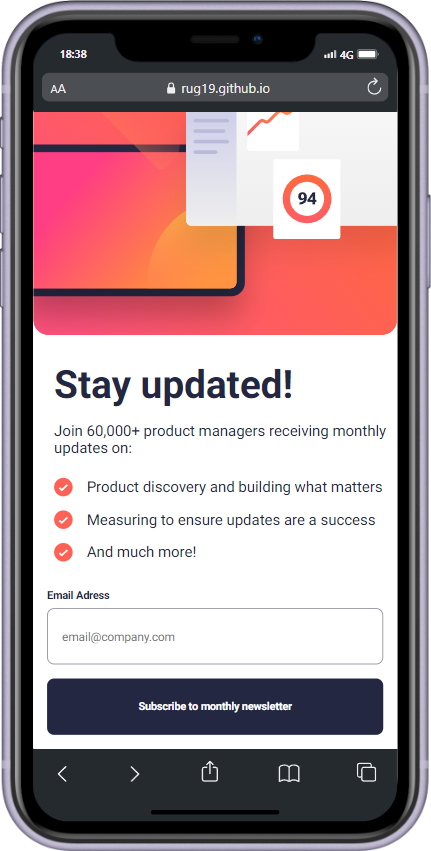 18:38
4G
AA
rug19.github.io
94
Stay updated!
Join 60,000+ product managers receiving monthly
updates on:
Product discovery and building what matters
Measuring to ensure updates are a success
And much more!
Email Adress
email@company.com
Subscribe to monthly newsletter